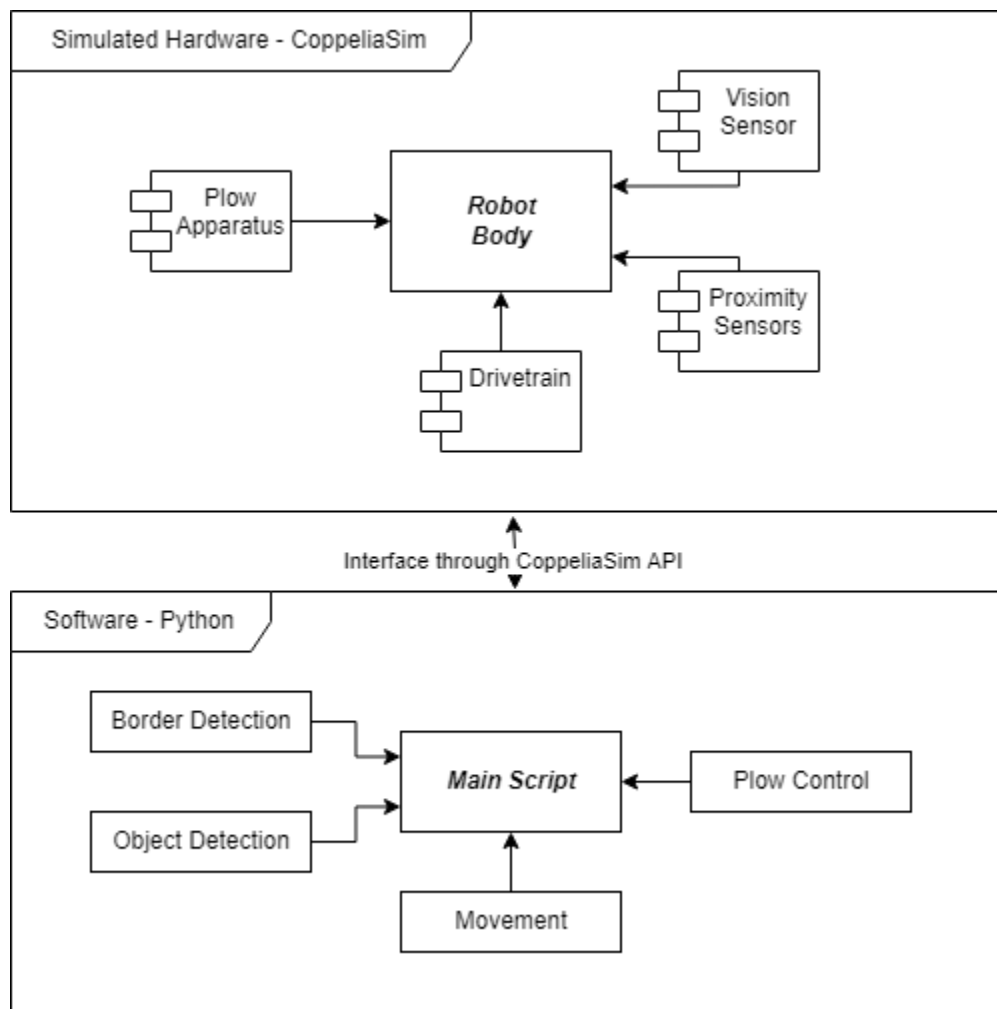 Simulated Hardware - CoppeliaSim
Vision
Sensor
Plow
Apparatus
Robot
Body
Proximity
Sensors
Drivetrain
Interface through CoppeliaSim API
Software - Python
Border Detection
Main Script
Plow Control
Object Detection
Movement